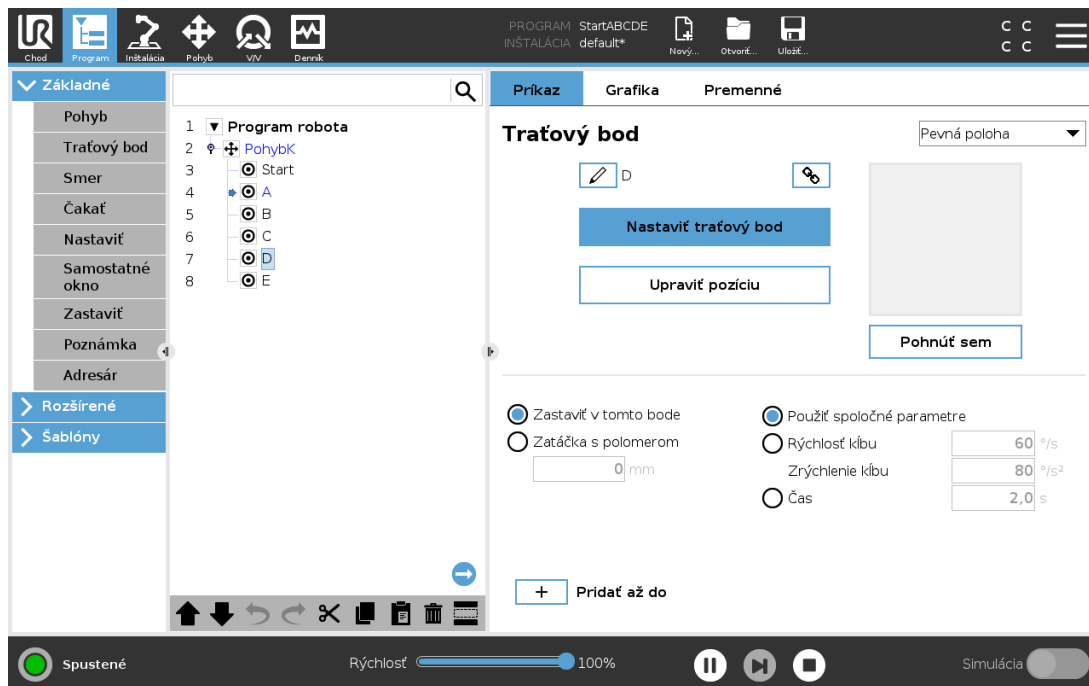 PROGRAM StartABCDE
INŠTALÁCIA default*
C C
C C
Chod Program Inštalácia Pohyb V/V Dennik Nový... Otvoriť... Uložiť...
Základné
Pohyb
Traťový bod
Smer
Čakať
Nastaviť
Samostatné
okno
Zastaviť
Poznámka
Adresár
Rozšírené
Šablóny
1 Program robota
2 PohybK
3 Start
4 A
5 B
6 C
7 D
8 E
Príkaz Grafika Premenné
Traťový bod
Pevná poloha
D
Nastaviť traťový bod
Upraviť pozíciu
Pohnúť sem
Zastaviť v tomto bode
Zatáčka s polomerom
0 mm
Použiť spoločné parametre
Rýchlosť kĺbu 60 °/s
Zrýchlenie kĺbu 80 °/s²
Čas 2,0 s
+ Pridať až do
Spustené
Rýchlosť 100%
Simulácia